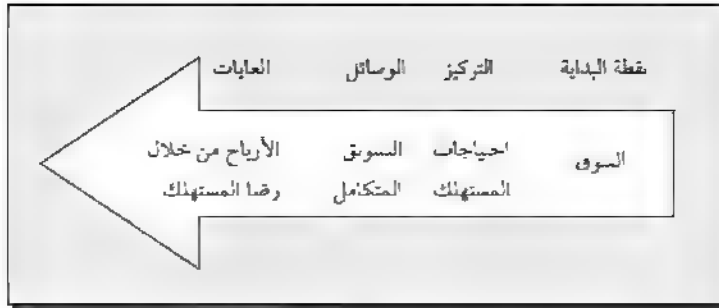 نقطة البداية التركيز الوسائل الغايات
السوق احتياجات التسويق الأرباح من خلال
المستهلك المتكامل رضا المستهلك